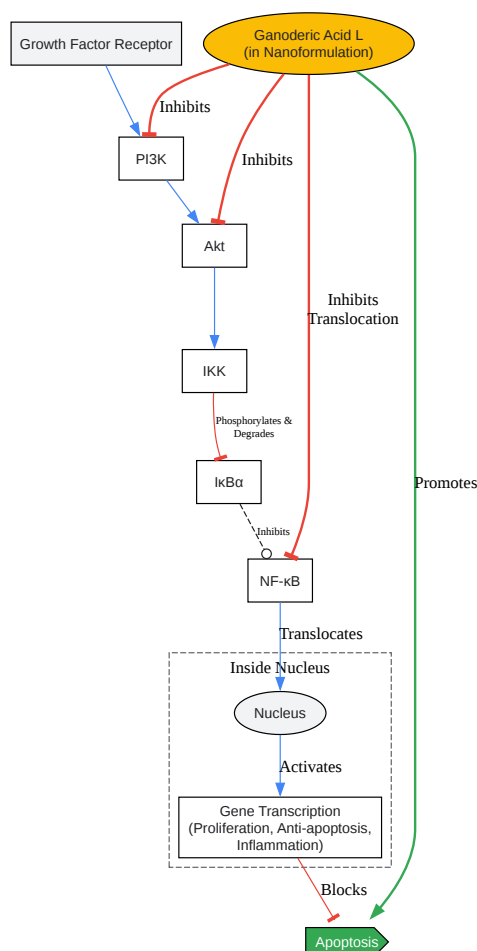 Growth Factor Receptor
Ganoderic Acid L
(in Nanoformulation)
Inhibits
PI3K
Inhibits
Akt
Inhibits
Translocation
IKK
Phosphorylates &
Degrades
IκBα
Promotes
Inhibits
NF-κB
Translocates
Inside Nucleus
Nucleus
Activates
Gene Transcription
(Proliferation, Anti-apoptosis,
Inflammation)
Blocks
Apoptosis